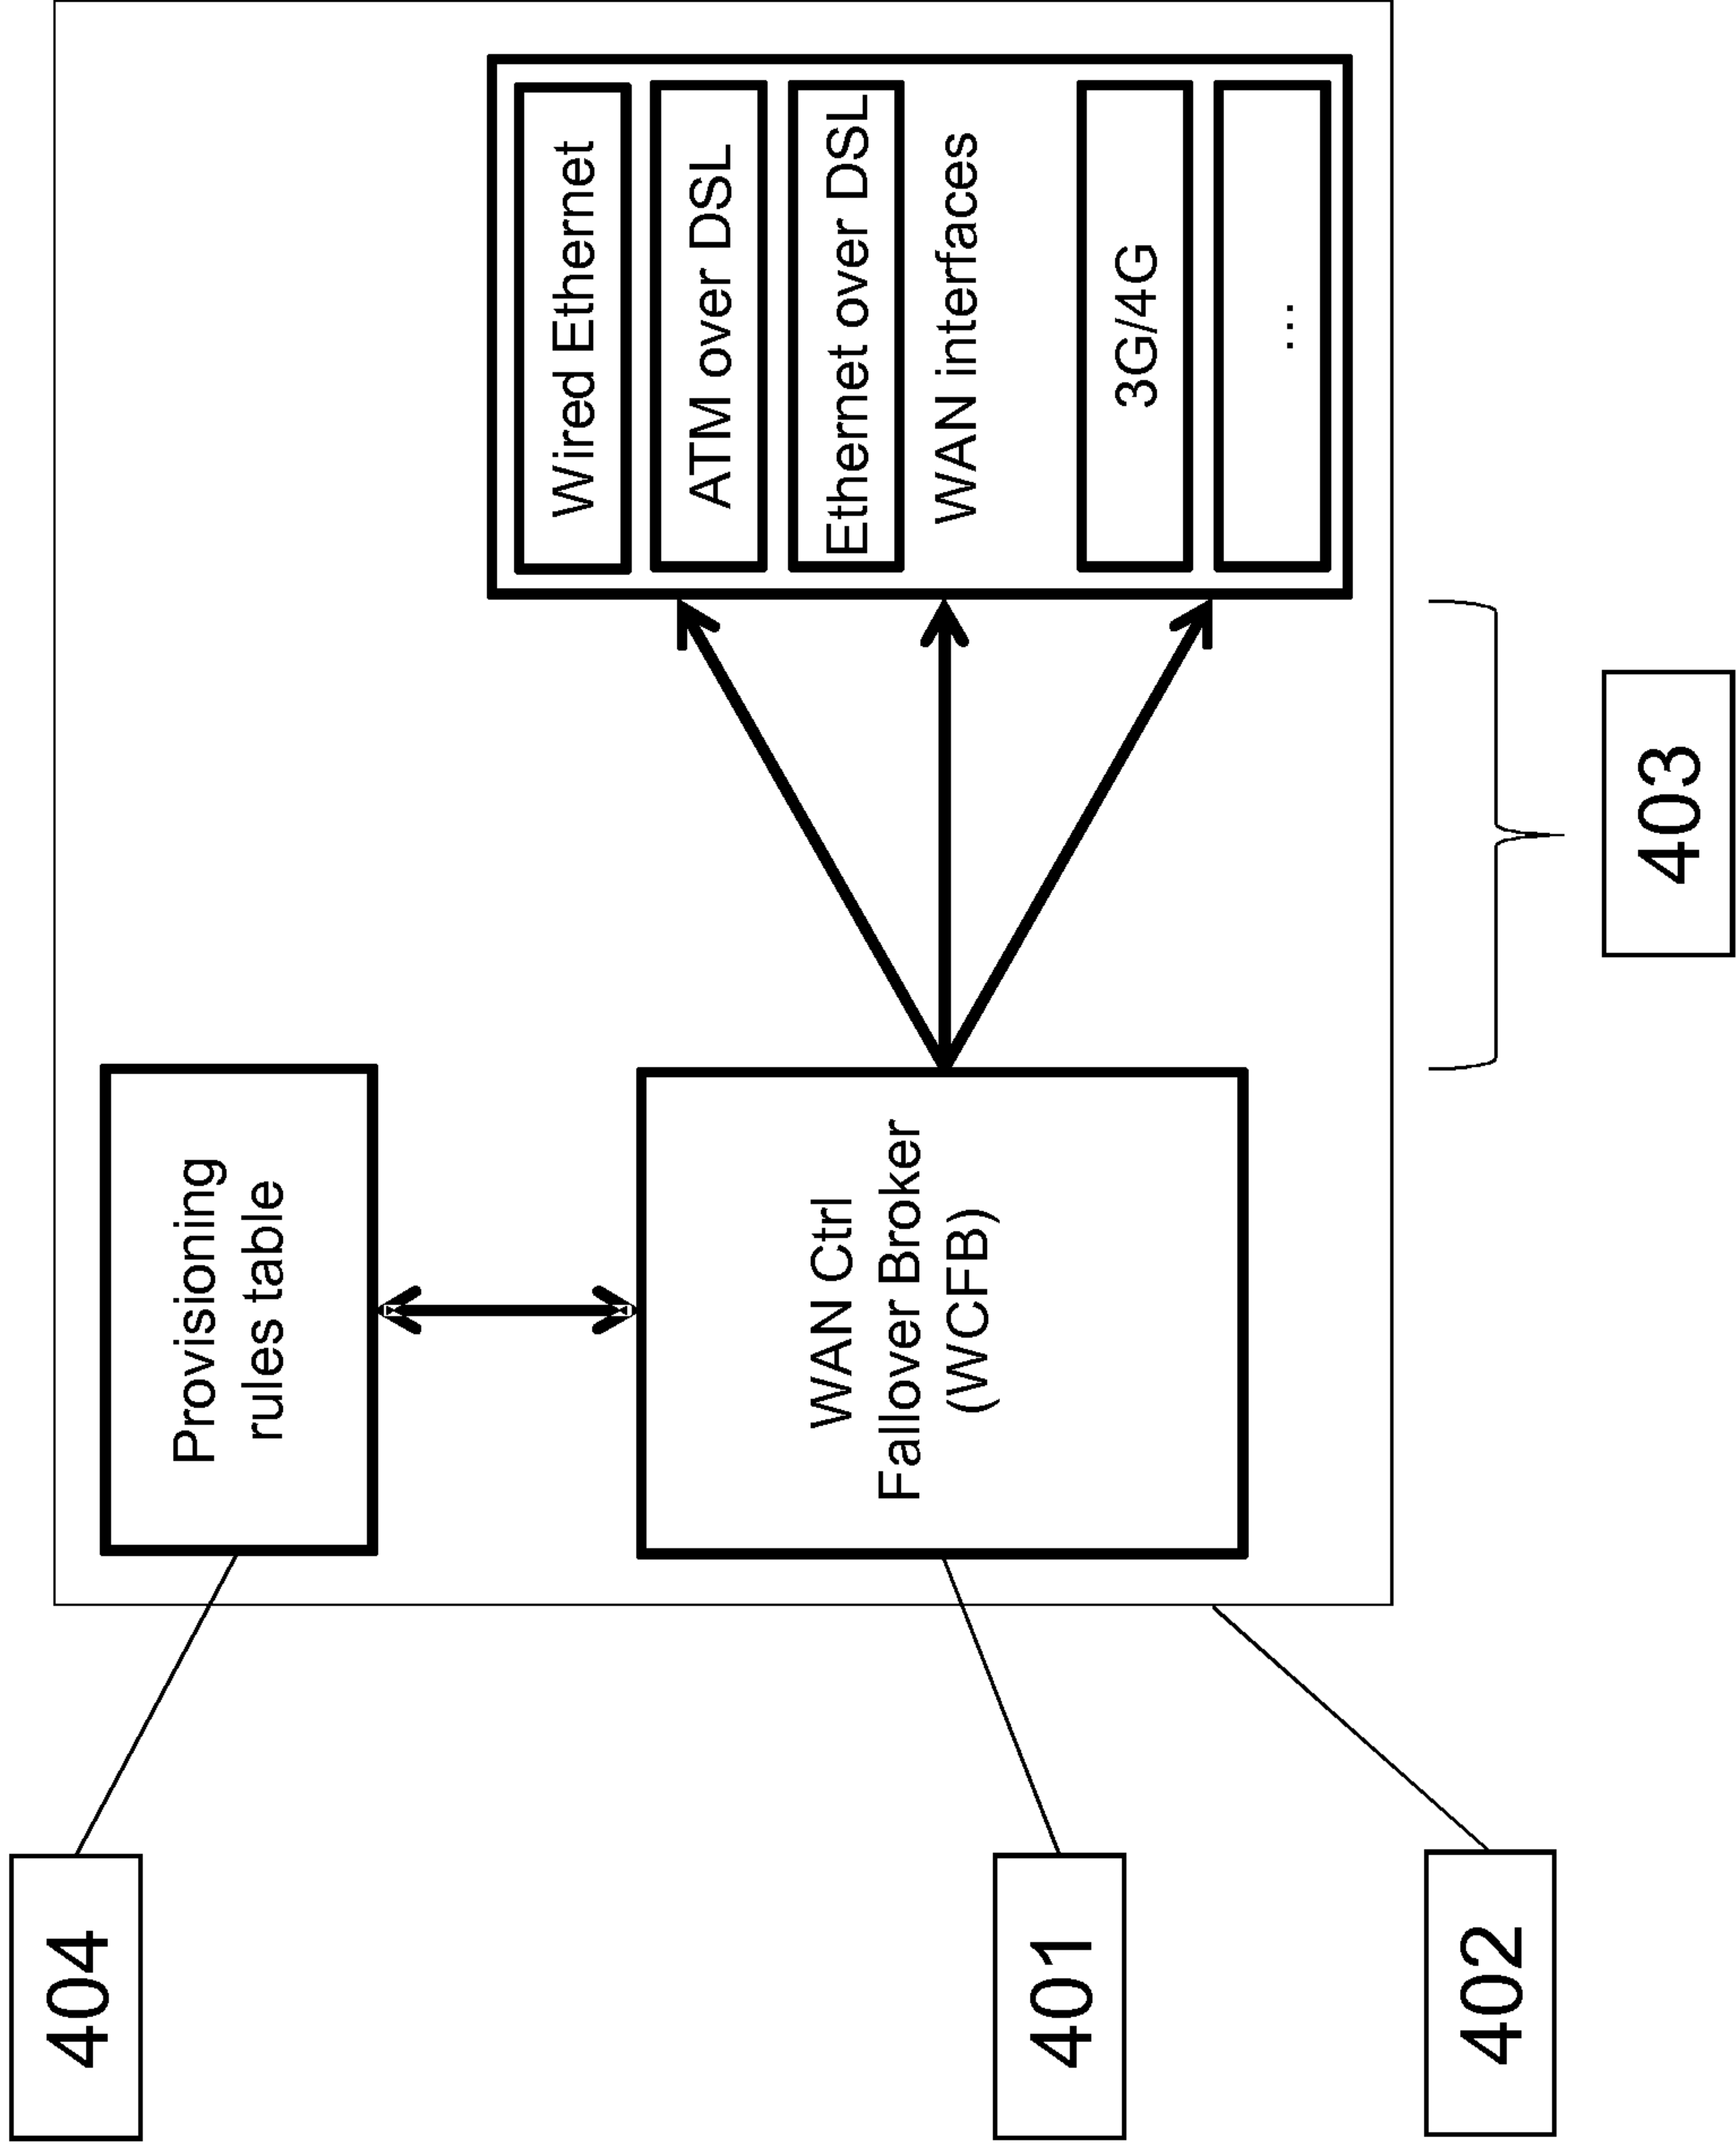 404
Provisioning
rules table
WAN Ctrl
Fallover Broker
(WCFB)
Wired Ethernet
ATM over DSL
Ethernet over DSL
WAN interfaces
3G/4G
...
401
402
403